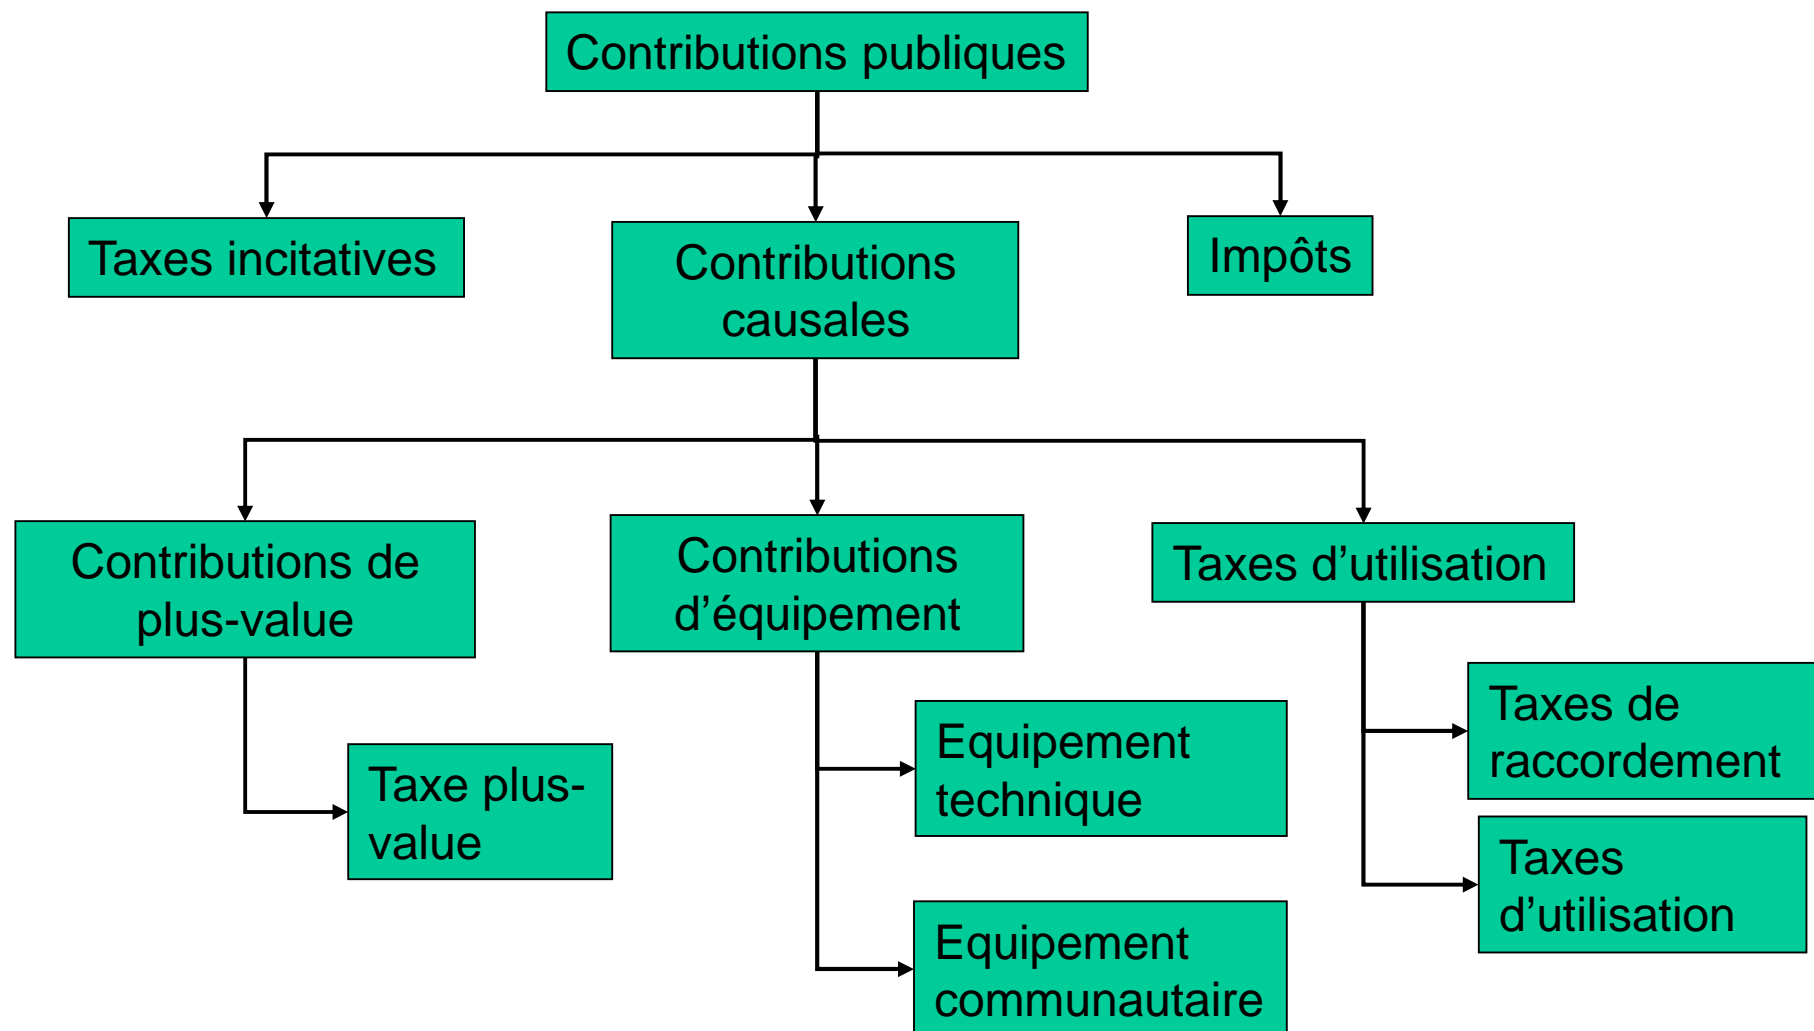 Contributions publiques
Taxes incitatives
Contributions
causales
Impôts
Contributions de
plus-value
Contributions
d’équipement
Taxes d’utilisation
Taxe plus-
value
Equipement
technique
Equipement
communautaire
Taxes de
raccordement
Taxes
d’utilisation